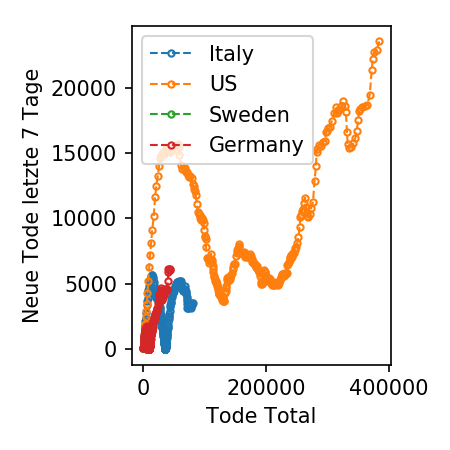 Italy
US
Sweden
Germany
Neue Tode letzte 7 Tage
20000
15000
10000
5000
0
0
200000
400000
Tode Total